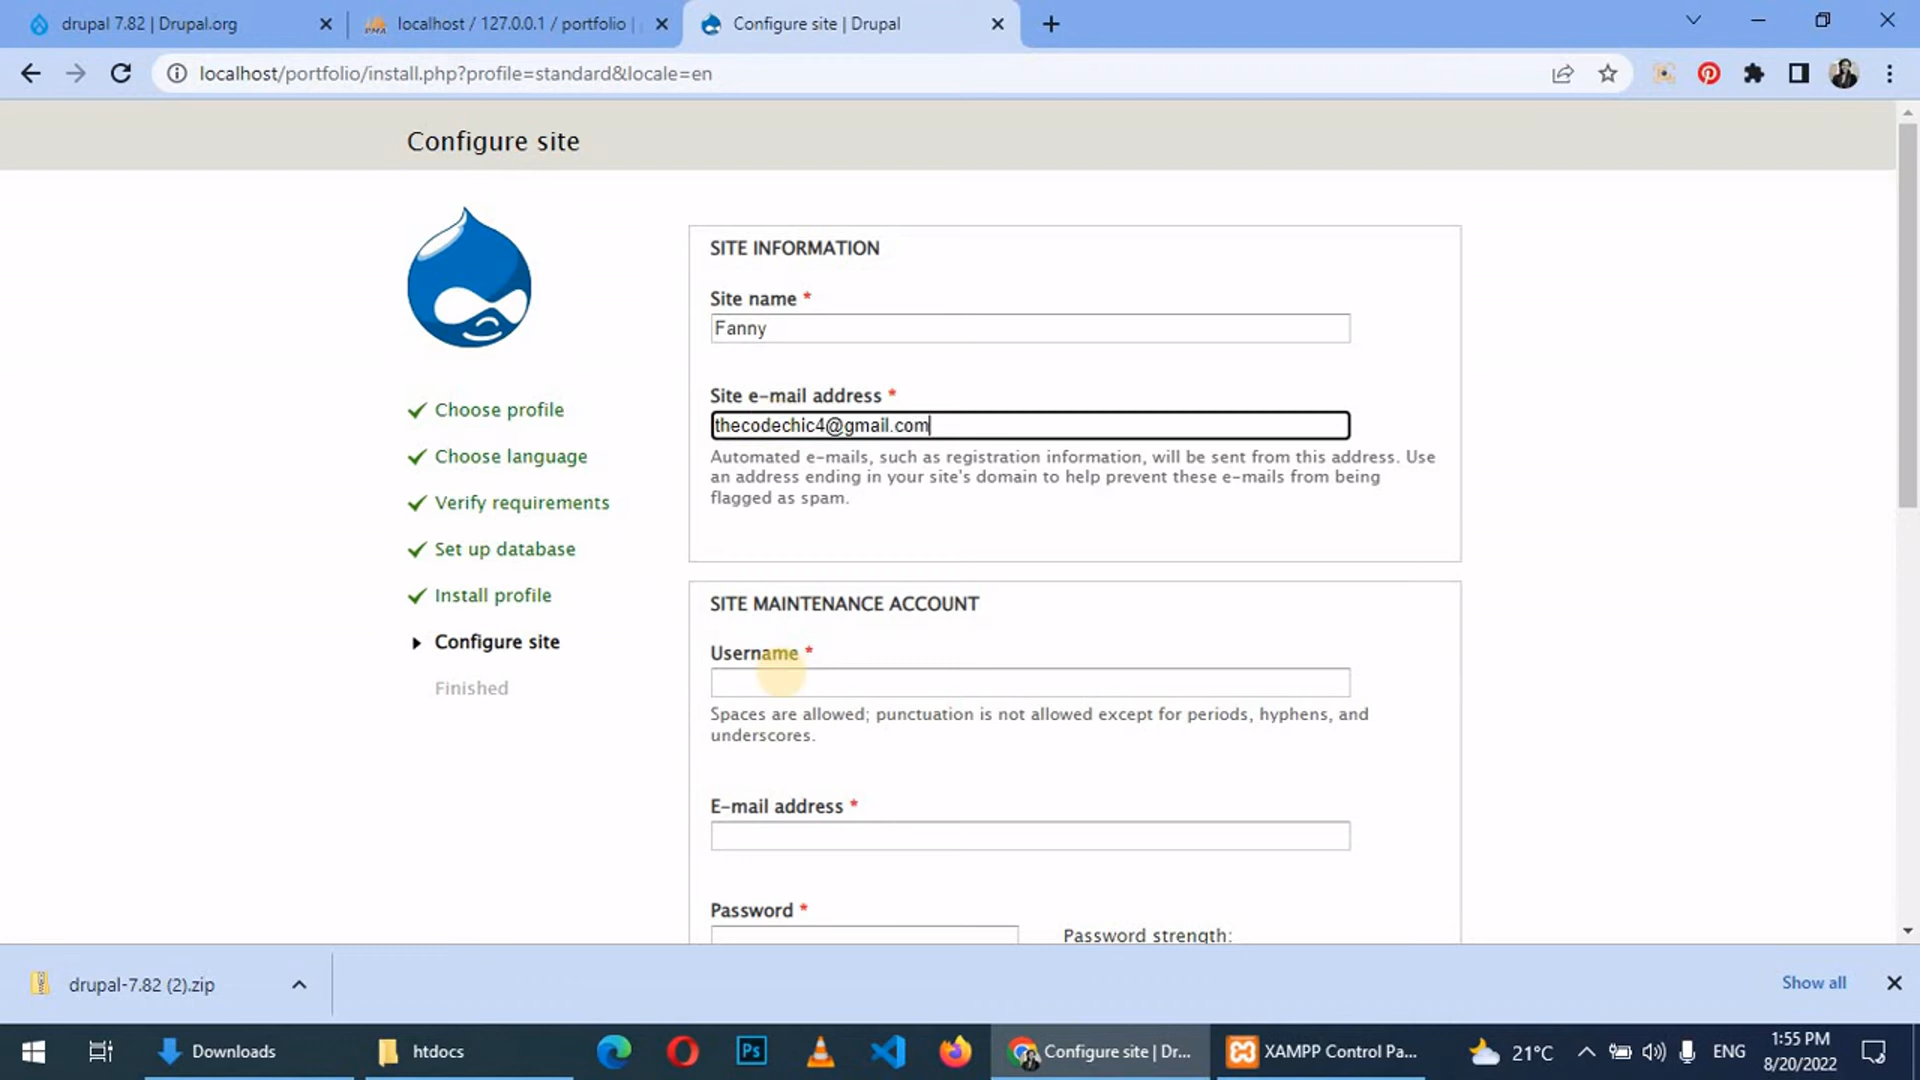 drupal 7.82 | Drupal.org
localhost / 127.0.0.1 / portfolio |
Configure site | Drupal
localhost/portfolio/install.php?profile=standard&locale=en
Configure site
Choose profile
Choose language
Verify requirements
Set up database
Install profile
Configure site
Finished
SITE INFORMATION
Site name *
Fanny
Site e-mail address *
thecodechic4@gmail.com
Automated e-mails, such as registration information, will be sent from this address. Use
an address ending in your site's domain to help prevent these e-mails from being
flagged as spam.
SITE MAINTENANCE ACCOUNT
Username *
Spaces are allowed; punctuation is not allowed except for periods, hyphens, and
underscores.
E-mail address *
Password *
Password strength:
drupal-7.82 (2).zip
Show all
Downloads
htdocs
Ps
Configure site | Dr...
XAMPP Control Pa...
21°C
ENG
1:55 PM
8/20/2022